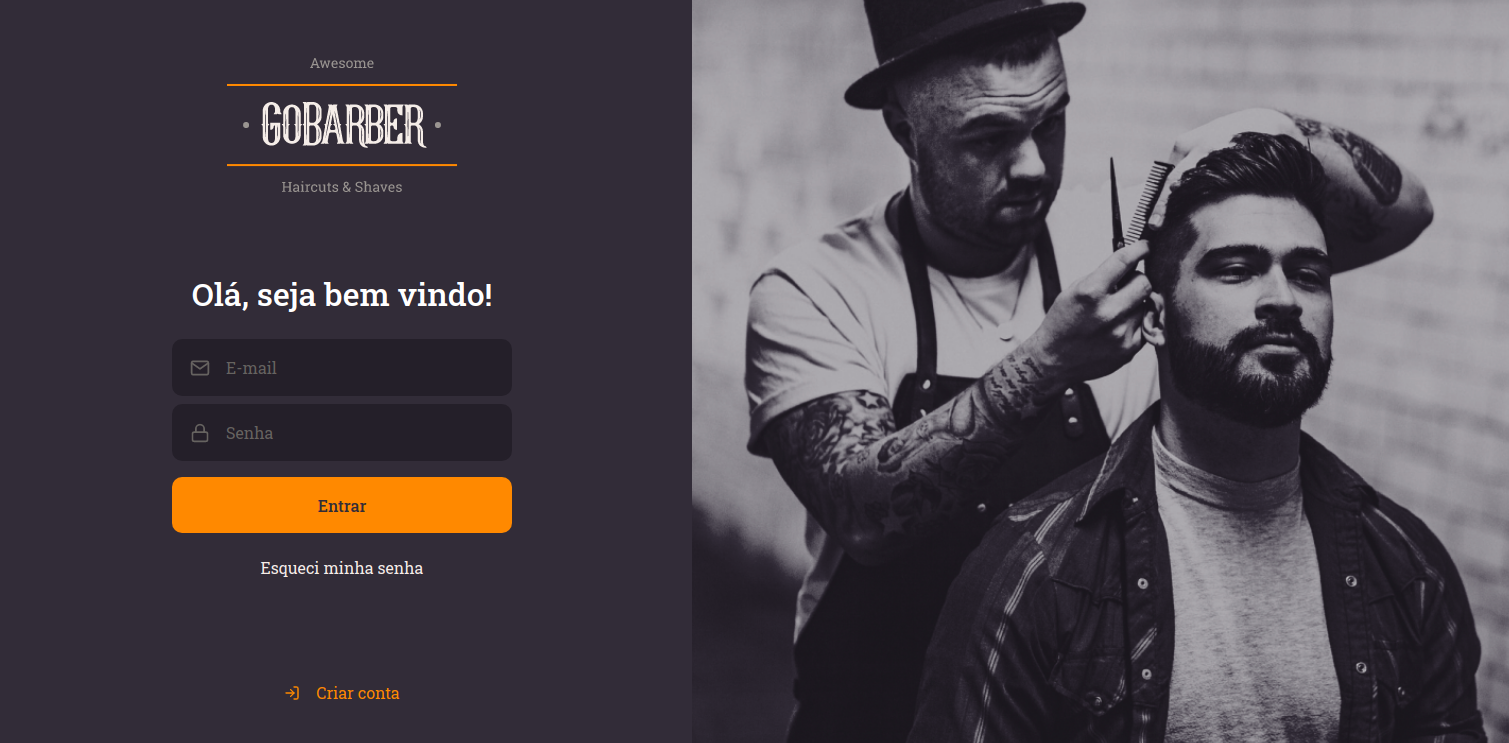 Awesome
GOBARBER
Haircuts & Shaves
Olá, seja bem vindo!
E-mail
Senha
Entrar
Esqueci minha senha
Criar conta